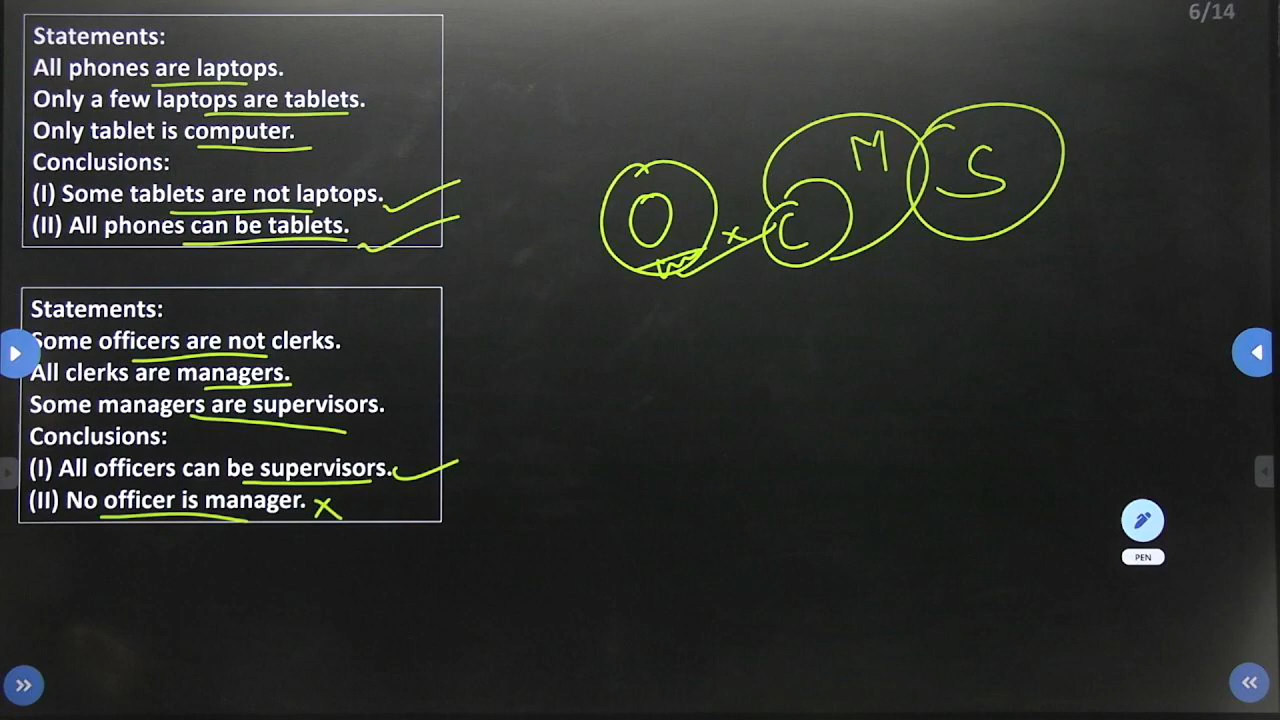 6/14
Statements:
All phones are laptops.
Only a few laptops are tablets.
Only tablet is computer.
Conclusions:
(I) Some tablets are not laptops.
(II) All phones can be tablets.
Statements:
Some officers are not clerks.
All clerks are managers.
Some managers are supervisors.
Conclusions:
(I) All officers can be supervisors.
(II) No officer is manager.
O C M S
PEN